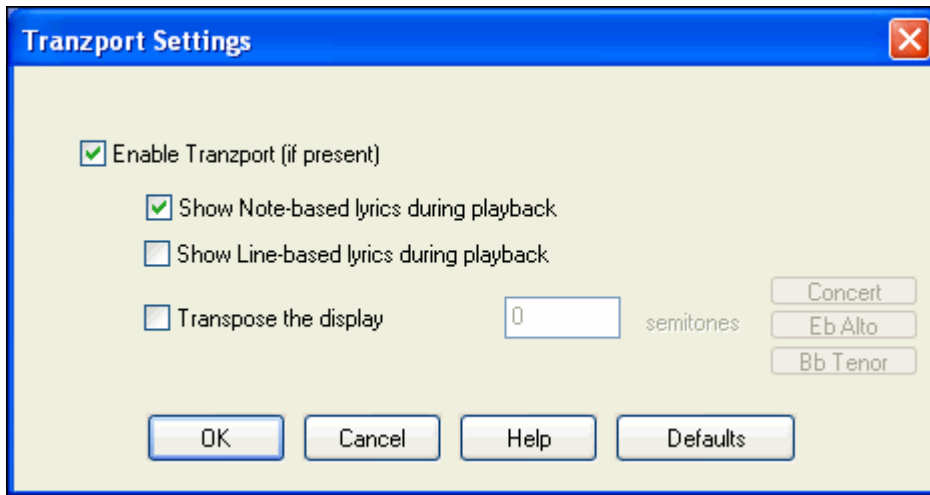 Tranzport Settings
Enable Tranzport (if present)
Show Note-based lyrics during playback
Show Line-based lyrics during playback
Transpose the display
0
semitones
Concert
Eb Alto
Bb Tenor
OK
Cancel
Help
Defaults